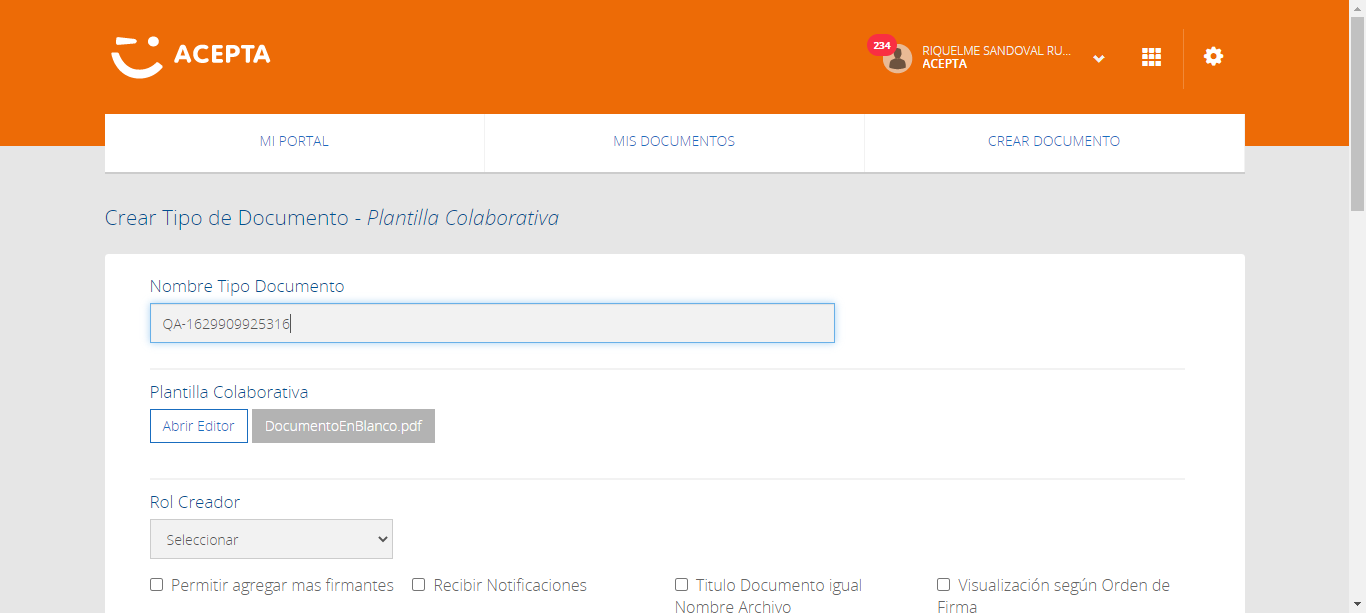 ACEPTA
234
RIQUELME SANDOVAL RU...
ACEPTA
MI PORTAL
MIS DOCUMENTOS
CREAR DOCUMENTO
Crear Tipo de Documento - Plantilla Colaborativa
Nombre Tipo Documento
QA-1629909925316
Plantilla Colaborativa
Abrir Editor
DocumentoEnBlanco.pdf
Rol Creador
Seleccionar
Permitir agregar mas firmantes
Recibir Notificaciones
Titulo Documento igual
Nombre Archivo
Visualización según Orden de
Firma